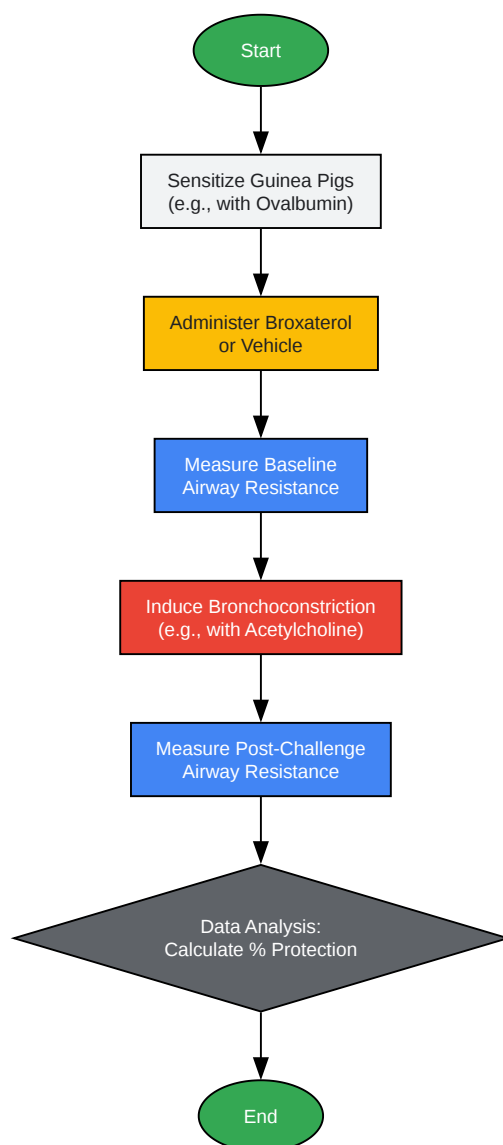 Start
Sensitize Guinea Pigs
(e.g., with Ovalbumin)
Administer Broxaterol
or Vehicle
Measure Baseline
Airway Resistance
Induce Bronchoconstriction
(e.g., with Acetylcholine)
Measure Post-Challenge
Airway Resistance
Data Analysis:
Calculate % Protection
End